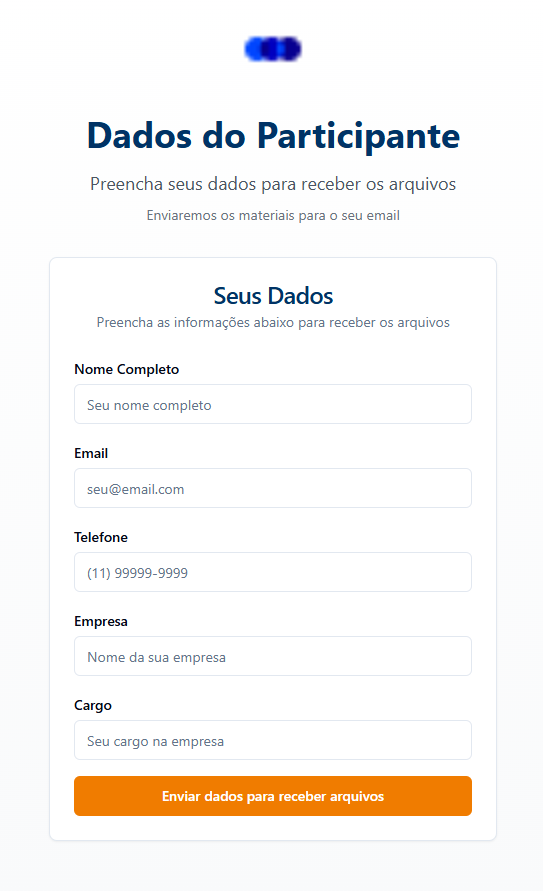 Dados do Participante
Preencha seus dados para receber os arquivos
Enviaremos os materiais para o seu email
Seus Dados
Preencha as informações abaixo para receber os arquivos
Nome Completo
Seu nome completo
Email
seu@email.com
Telefone
(11) 99999-9999
Empresa
Nome da sua empresa
Cargo
Seu cargo na empresa
Enviar dados para receber arquivos